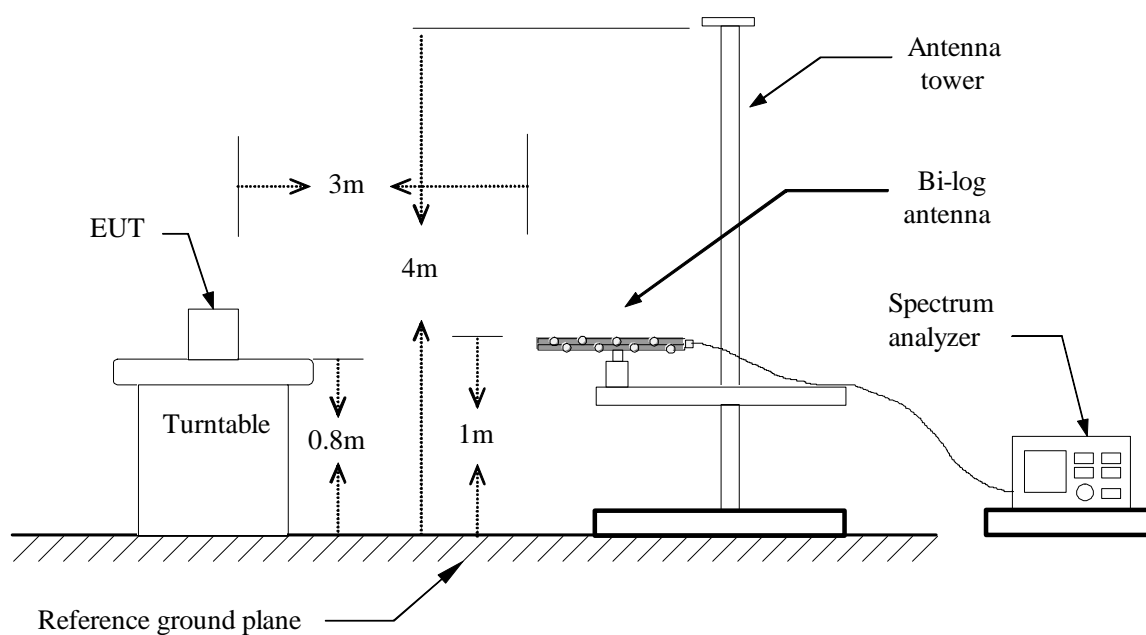 Antenna
tower
3m
Bi-log
antenna
EUT
4m
Spectrum
analyzer
Turntable
0.8m
1m
Reference ground plane